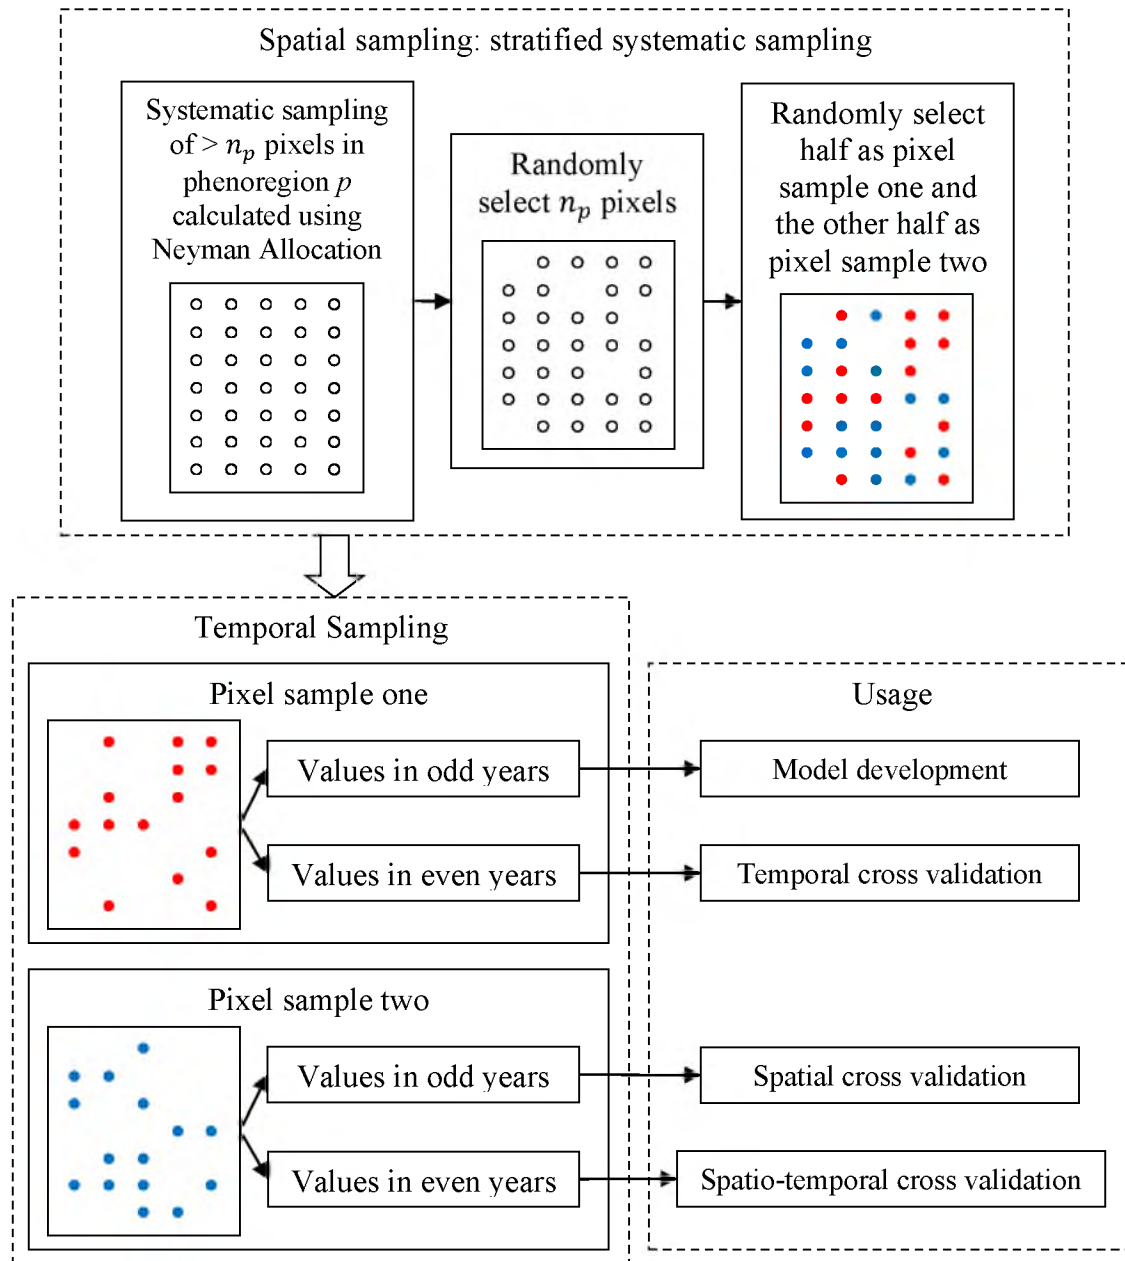 Spatial sampling: stratified systematic sampling
Systematic sampling
of > n_p pixels in
phenoregion p
calculated using
Neyman Allocation
Randomly
select n_p pixels
Randomly select
half as pixel
sample one and
the other half as
pixel sample two
Temporal Sampling
Pixel sample one
Values in odd years
Values in even years
Pixel sample two
Values in odd years
Values in even years
Usage
Model development
Temporal cross validation
Spatial cross validation
Spatio-temporal cross validation